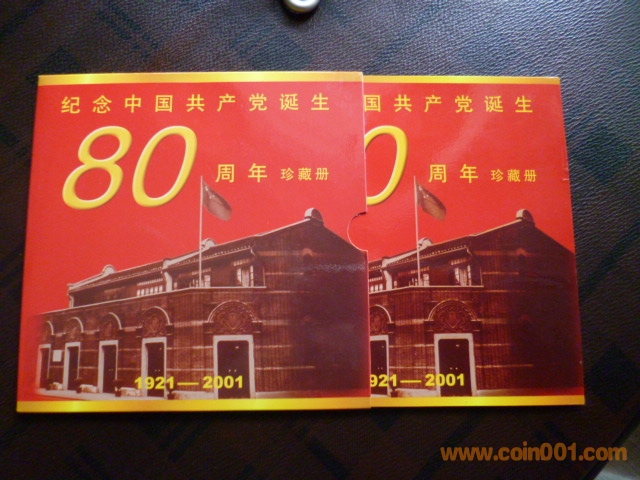 纪念中国共产党诞生
80 周年 珍藏册
1921—2001
国共产党诞生
0 周年 珍藏册
921—2001
www.coin001.com